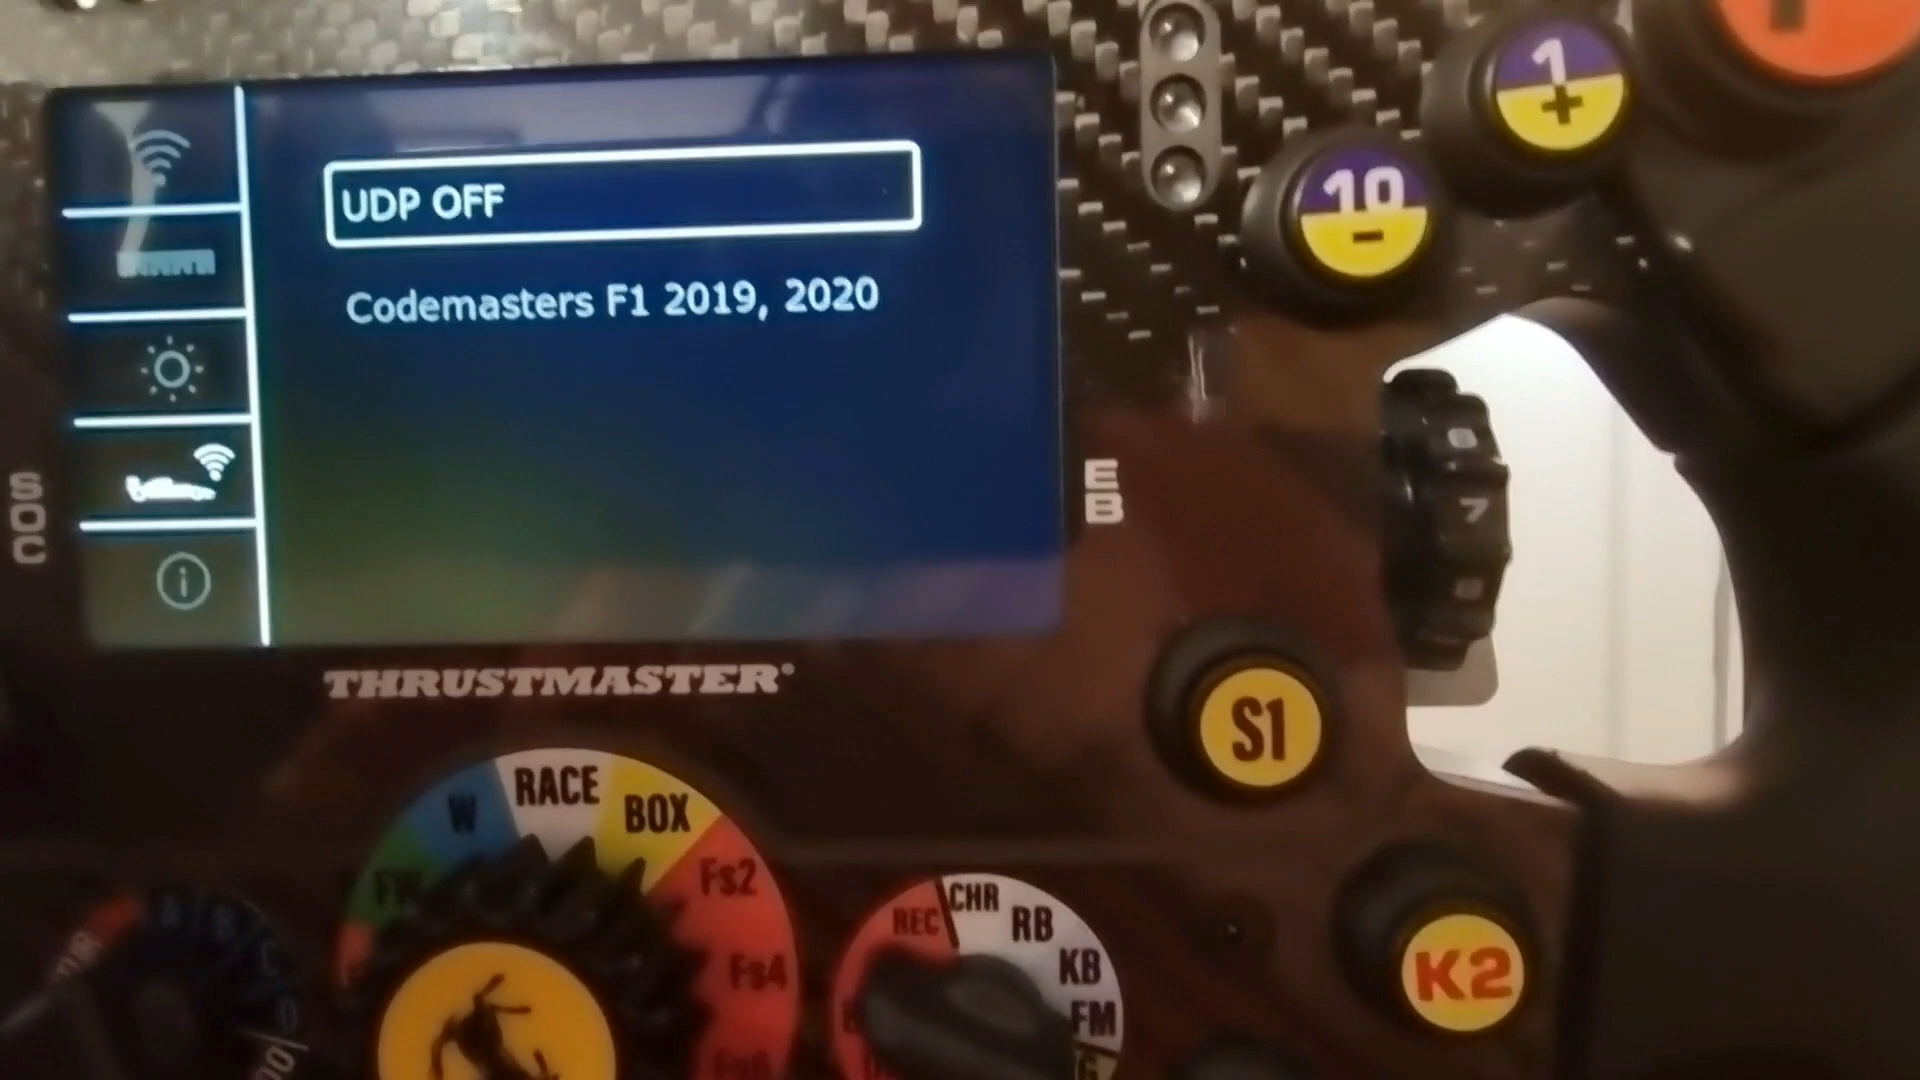 1
+
10
-
UDP OFF
Codemasters F1 2019, 2020
SOC
EB
7
THRUSTMASTER
S1
RACE
W
BOX
Fs2
Fs4
REC
CHR
RB
KB
FM
K2